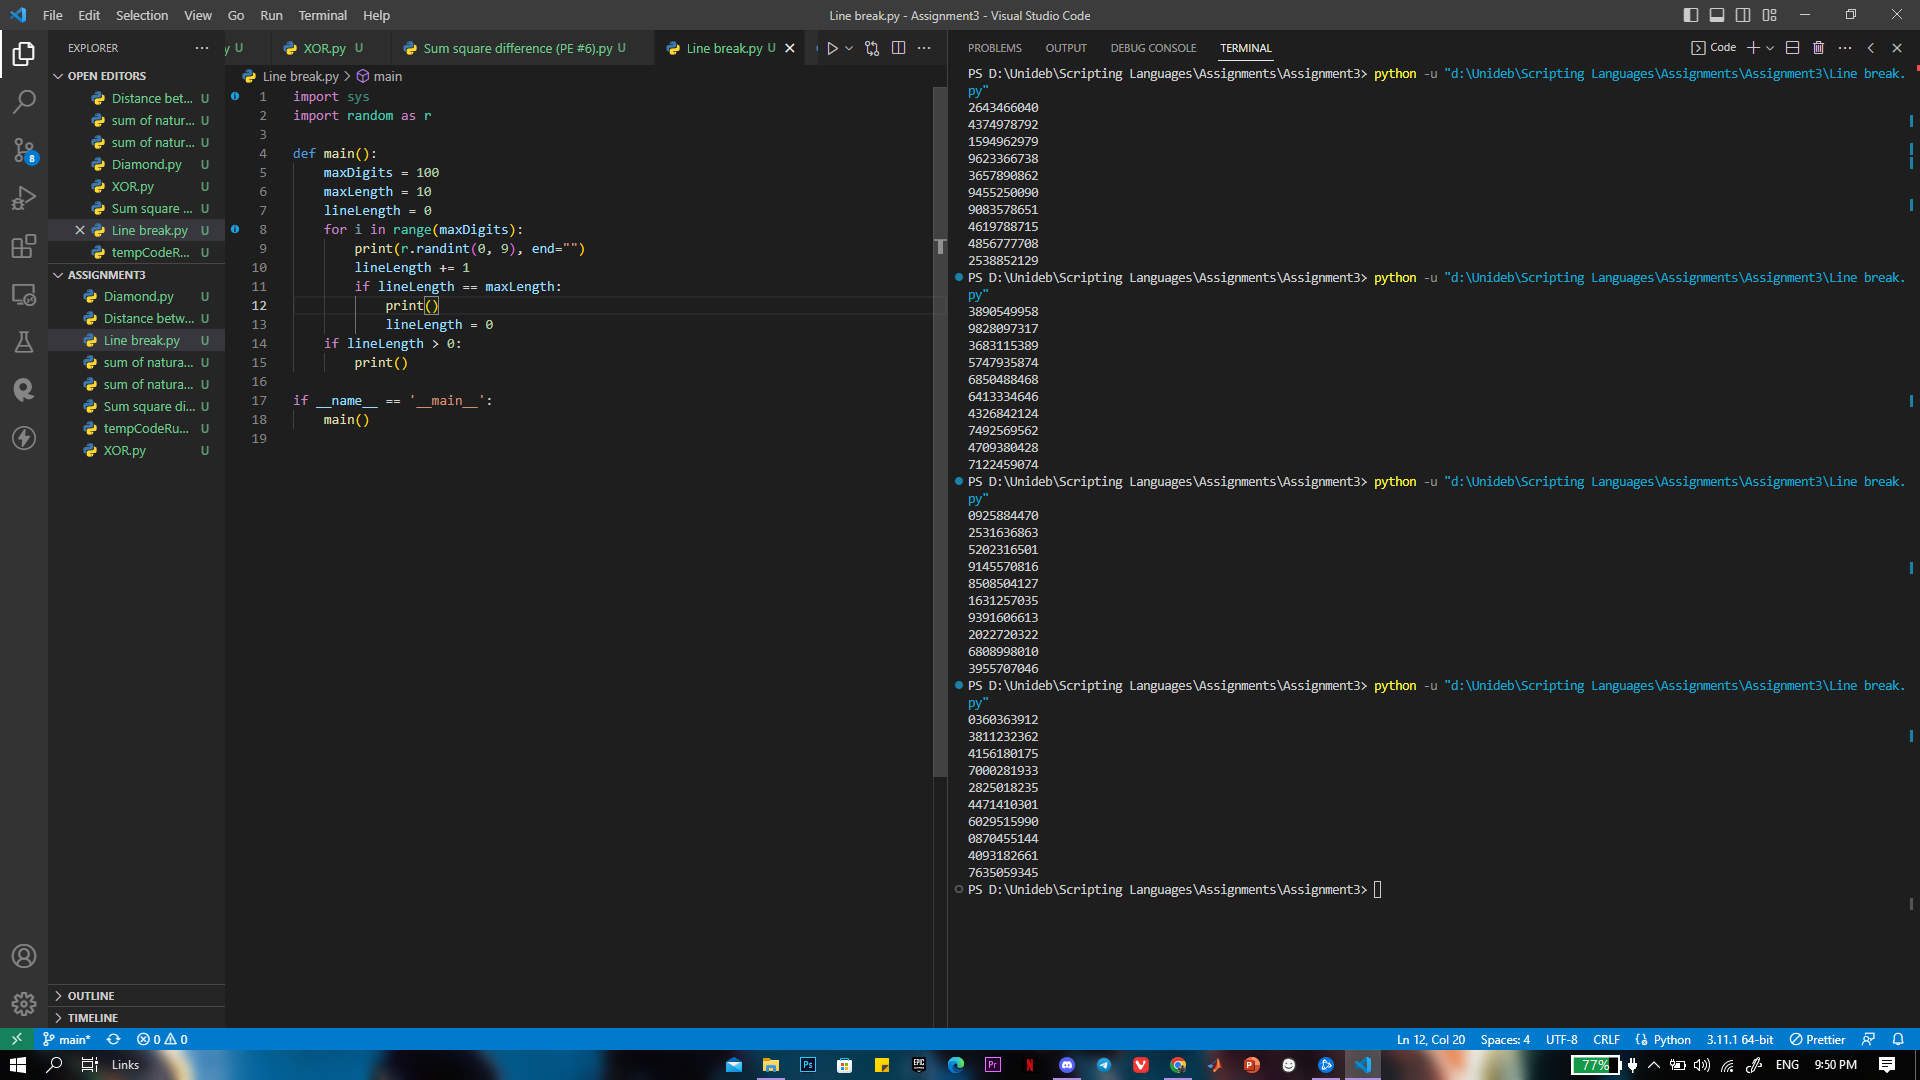 File Edit Selection View Go Run Terminal Help
Line break.py - Assignment3 - Visual Studio Code
EXPLORER
OPEN EDITORS
Distance bet... U
sum of natur... U
sum of natur... U
Diamond.py U
XOR.py U
Sum square ... U
Line break.py U
tempCodeR... U
ASSIGNMENT3
Diamond.py U
Distance betw... U
Line break.py U
sum of natura... U
sum of natura... U
Sum square di... U
tempCodeRu... U
XOR.py U
OUTLINE
TIMELINE
8
y U XOR.py U Sum square difference (PE #6).py U Line break.py U
Line break.py > main
1 import sys
2 import random as r
3
4 def main():
5 maxDigits = 100
6 maxLength = 10
7 lineLength = 0
8 for i in range(maxDigits):
9 print(r.randint(0, 9), end="")
10 lineLength += 1
11 if lineLength == maxLength:
12 print()
13 lineLength = 0
14 if lineLength > 0:
15 print()
16
17 if __name__ == '__main__':
18 main()
19
PROBLEMS OUTPUT DEBUG CONSOLE TERMINAL
Code
PS D:\Unideb\Scripting Languages\Assignments\Assignment3> python -u "d:\Unideb\Scripting Languages\Assignments\Assignment3\Line break.
py"
2643466040
4374978792
1594962979
9623366738
3657890862
9455250090
9083578651
4619788715
4856777708
2538852129
PS D:\Unideb\Scripting Languages\Assignments\Assignment3> python -u "d:\Unideb\Scripting Languages\Assignments\Assignment3\Line break.
py"
3890549958
9828097317
3683115389
5747935874
6850488468
6413334646
4326842124
7492569562
4709380428
7122459074
PS D:\Unideb\Scripting Languages\Assignments\Assignment3> python -u "d:\Unideb\Scripting Languages\Assignments\Assignment3\Line break.
py"
0925884470
2531636863
5202316501
9145570816
8508504127
1631257035
9391606613
2022720322
6808998010
3955707046
PS D:\Unideb\Scripting Languages\Assignments\Assignment3> python -u "d:\Unideb\Scripting Languages\Assignments\Assignment3\Line break.
py"
0360363912
3811232362
4156180175
7000281933
2825018235
4471410301
6029515990
0870455144
4093182661
7635059345
PS D:\Unideb\Scripting Languages\Assignments\Assignment3>
main* 0 0 Ln 12, Col 20 Spaces: 4 UTF-8 CRLF Python 3.11.1 64-bit Prettier
Links Ps EPIC Pr N 77% ENG 9:50 PM